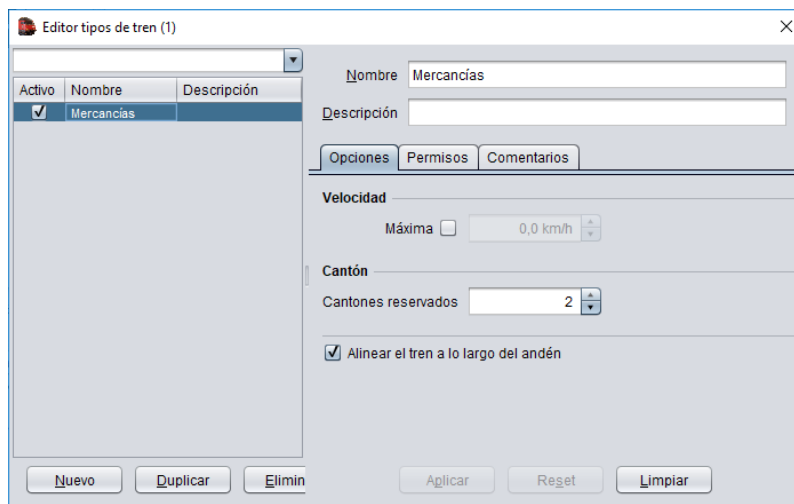 Editor tipos de tren (1)
Activo Nombre Descripción
Mercancías
Nombre Mercancías
Descripción
Opciones Permisos Comentarios
Velocidad
Máxima 0,0 km/h
Cantón
Cantones reservados 2
Alinear el tren a lo largo del andén
Nuevo Duplicar Elimin
Aplicar Reset Limpiar